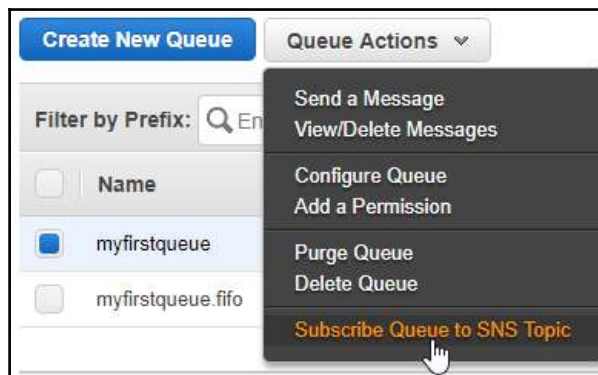 Create New Queue
Queue Actions
Filter by Prefix: En
Send a Message
View/Delete Messages
Name
Configure Queue
Add a Permission
myfirstqueue
Purge Queue
Delete Queue
myfirstqueue.fifo
Subscribe Queue to SNS Topic